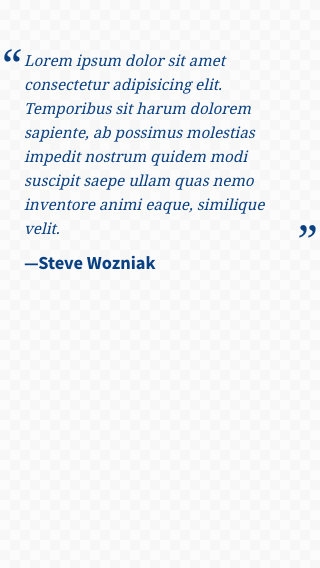 “Lorem ipsum dolor sit amet
consectetur adipisicing elit.
Temporibus sit harum dolorem
sapiente, ab possimus molestias
impedit nostrum quidem modi
suscipit saepe ullam quas nemo
inventore animi eaque, similique
velit. ”
—Steve Wozniak